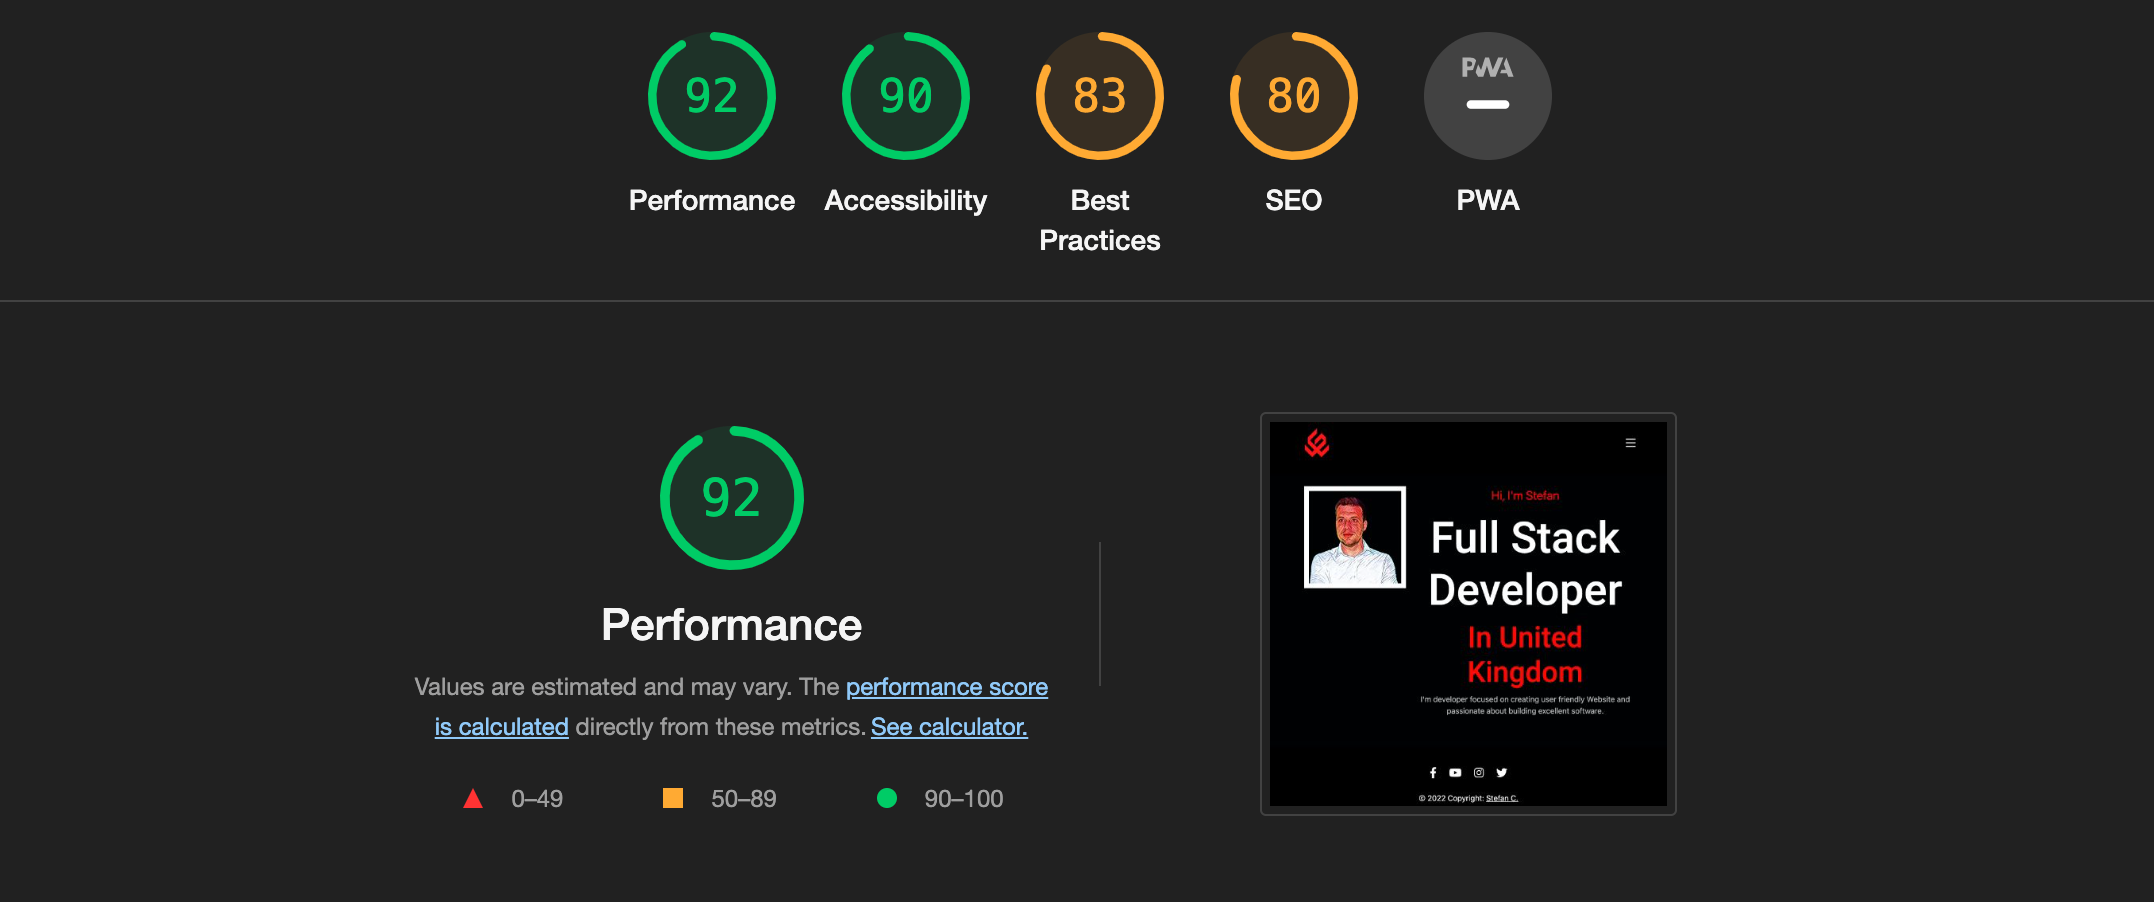 92
90
83
80
PWA
Performance
Accessibility
Best
Practices
SEO
PWA
92
Performance
Values are estimated and may vary. The performance score
is calculated directly from these metrics. See calculator.
0–49
50–89
90–100
Hi, I'm Stefan
Full Stack
Developer
In United
Kingdom
I'm developer focused on creating user friendly Website and
passionate about building excellent software.
© 2022 Copyright: Stefan C.